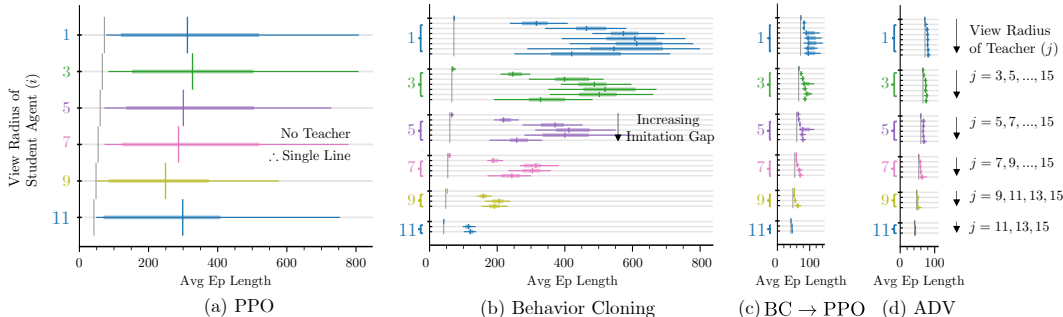 View Radius of
Student Agent (i)
1
3
5
7
9
11
No Teacher
∴ Single Line
0
200
400
600
800
Avg Ep Length
(a) PPO
1
3
5
7
9
11
Increasing
Imitation Gap
0
200
400
600
800
Avg Ep Length
(b) Behavior Cloning
1
3
5
7
9
11
0
100
Avg Ep Length
(c) BC → PPO
1
3
5
7
9
11
0
100
Avg Ep Length
(d) ADV
View Radius
of Teacher (j)
j = 3, 5, ..., 15
j = 5, 7, ..., 15
j = 7, 9, ..., 15
j = 9, 11, 13, 15
j = 11, 13, 15